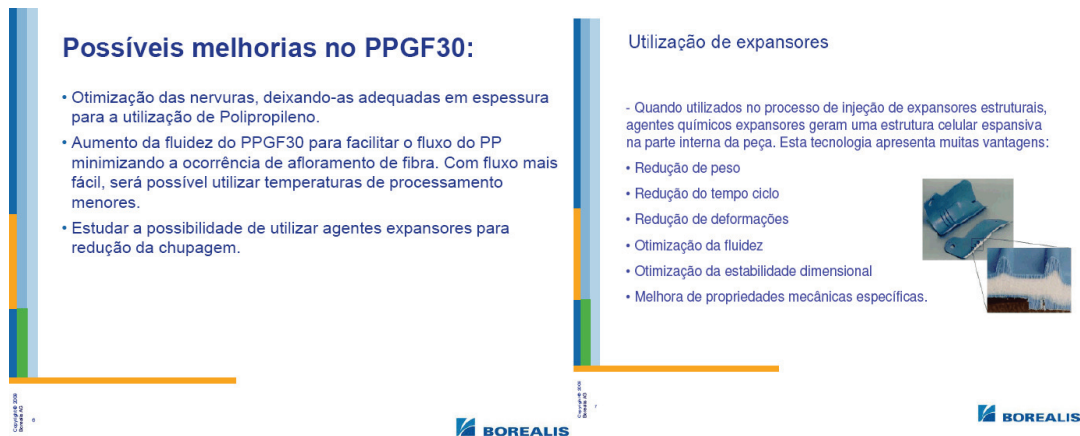 Possíveis melhorias no PPGF30:
• Otimização das nervuras, deixando-as adequadas em espessura
para a utilização de Polipropileno.
• Aumento da fluidez do PPGF30 para facilitar o fluxo do PP
minimizando a ocorrência de afloramento de fibra. Com fluxo mais
fácil, será possível utilizar temperaturas de processamento
menores.
• Estudar a possibilidade de utilizar agentes expansores para
redução da chupagem.
BOREALIS
Utilização de expansores
- Quando utilizados no processo de injeção de expansores estruturais,
agentes químicos expansores geram uma estrutura celular espansiva
na parte interna da peça. Esta tecnologia apresenta muitas vantagens:
• Redução de peso
• Redução do tempo ciclo
• Redução de deformações
• Otimização da fluidez
• Otimização da estabilidade dimensional
• Melhora de propriedades mecânicas específicas.
BOREALIS